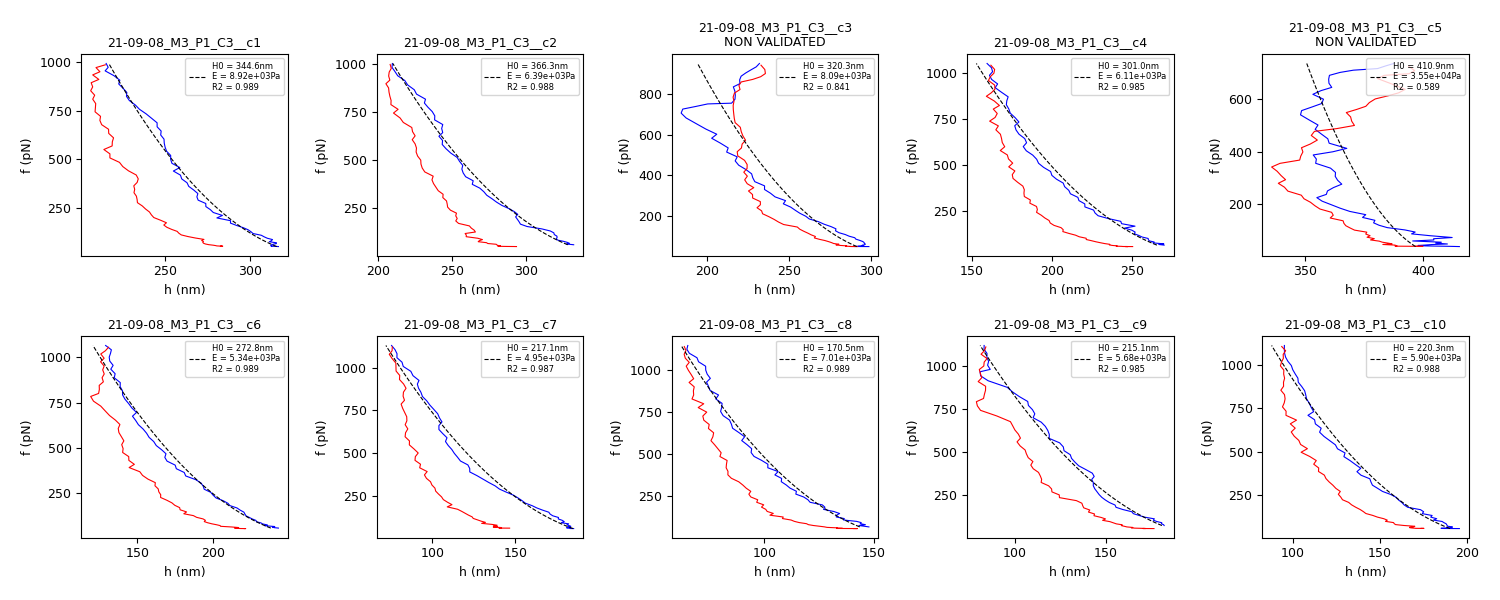 21-09-08_M3_P1_C3__c1
H0 = 344.6nm
E = 8.92e+03Pa
R2 = 0.989
1000
750
500
250
f (pN)
250 300
h (nm)
21-09-08_M3_P1_C3__c2
H0 = 366.3nm
E = 6.39e+03Pa
R2 = 0.988
1000
750
500
250
f (pN)
200 250 300
h (nm)
21-09-08_M3_P1_C3__c3
NON VALIDATED
H0 = 320.3nm
E = 8.09e+03Pa
R2 = 0.841
800
600
400
200
f (pN)
200 250 300
h (nm)
21-09-08_M3_P1_C3__c4
H0 = 301.0nm
E = 6.11e+03Pa
R2 = 0.985
1000
750
500
250
f (pN)
150 200 250
h (nm)
21-09-08_M3_P1_C3__c5
NON VALIDATED
H0 = 410.9nm
E = 3.55e+04Pa
R2 = 0.589
600
400
200
f (pN)
350 400
h (nm)
21-09-08_M3_P1_C3__c6
H0 = 272.8nm
E = 5.34e+03Pa
R2 = 0.989
1000
750
500
250
f (pN)
150 200
h (nm)
21-09-08_M3_P1_C3__c7
H0 = 217.1nm
E = 4.95e+03Pa
R2 = 0.987
1000
750
500
250
f (pN)
100 150
h (nm)
21-09-08_M3_P1_C3__c8
H0 = 170.5nm
E = 7.01e+03Pa
R2 = 0.989
1000
750
500
250
f (pN)
100 150
h (nm)
21-09-08_M3_P1_C3__c9
H0 = 215.1nm
E = 5.68e+03Pa
R2 = 0.985
1000
750
500
250
f (pN)
100 150
h (nm)
21-09-08_M3_P1_C3__c10
H0 = 220.3nm
E = 5.90e+03Pa
R2 = 0.988
1000
750
500
250
f (pN)
100 150 200
h (nm)